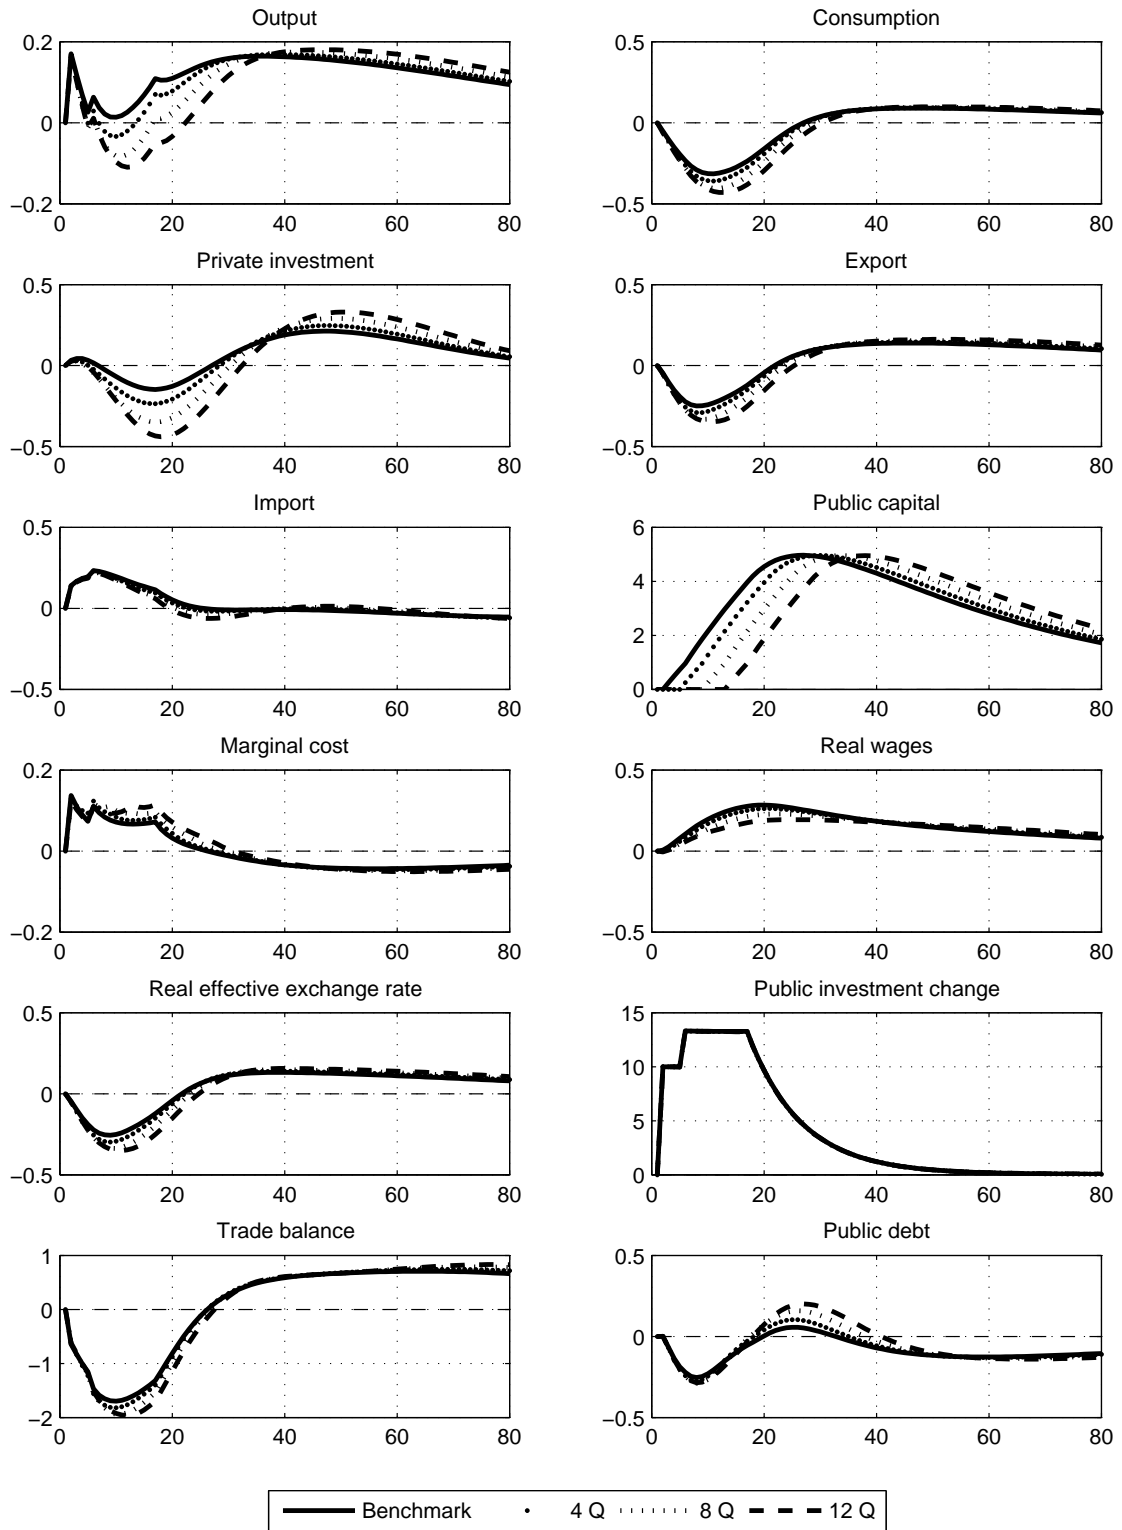 Output
0.2
0
−0.2
0 20 40 60 80
Consumption
0.5
0
−0.5
0 20 40 60 80
Private investment
0.5
0
−0.5
0 20 40 60 80
Export
0.5
0
−0.5
0 20 40 60 80
Import
0.5
0
−0.5
0 20 40 60 80
Public capital
6
4
2
0
0 20 40 60 80
Marginal cost
0.2
0
−0.2
0 20 40 60 80
Real wages
0.5
0
−0.5
0 20 40 60 80
Real effective exchange rate
0.5
0
−0.5
0 20 40 60 80
Public investment change
15
10
5
0
0 20 40 60 80
Trade balance
1
0
−1
−2
0 20 40 60 80
Public debt
0.5
0
−0.5
0 20 40 60 80
Benchmark 4 Q 8 Q 12 Q